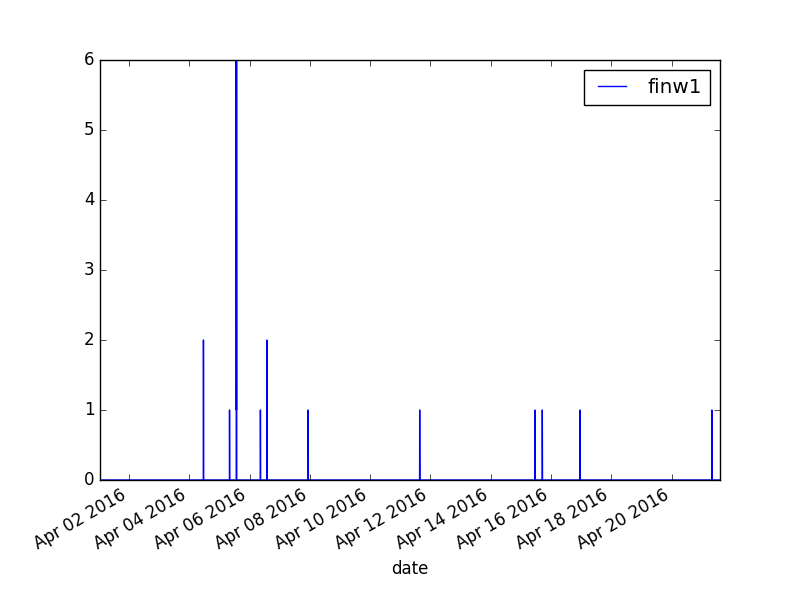 6
finw1
5
4
3
2
1
0
Apr 02 2016
Apr 04 2016
Apr 06 2016
Apr 08 2016
Apr 10 2016
Apr 12 2016
Apr 14 2016
Apr 16 2016
Apr 18 2016
Apr 20 2016
date